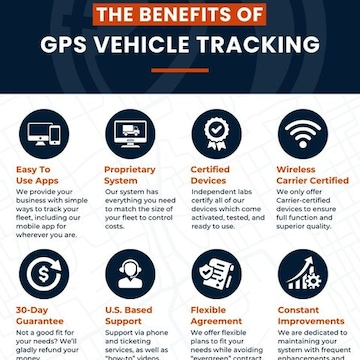 THE BENEFITS OF
GPS VEHICLE TRACKING
Easy To
Use Apps
We provide your
business with simple
ways to track your
fleet, including our
mobile app for
wherever you are.
Proprietary
System
Our system has
everything you need
to match the size of
your fleet to control
costs.
Certified
Devices
Independent labs
certify all of our
devices which come
activated, tested, and
ready to use.
Wireless
Carrier Certified
We only offer
Carrier-certified
devices to ensure
full function and
superior quality.
30-Day
Guarantee
Not a good fit for
your needs? We'll
gladly refund your
money.
U.S. Based
Support
Support via phone
and ticketing
services, as well as
"how-to" videos
Flexible
Agreement
We offer flexible
plans to fit your
needs while avoiding
"evergreen" contract
Constant
Improvements
We are dedicated to
maintaining our
system with frequent
enhancements and